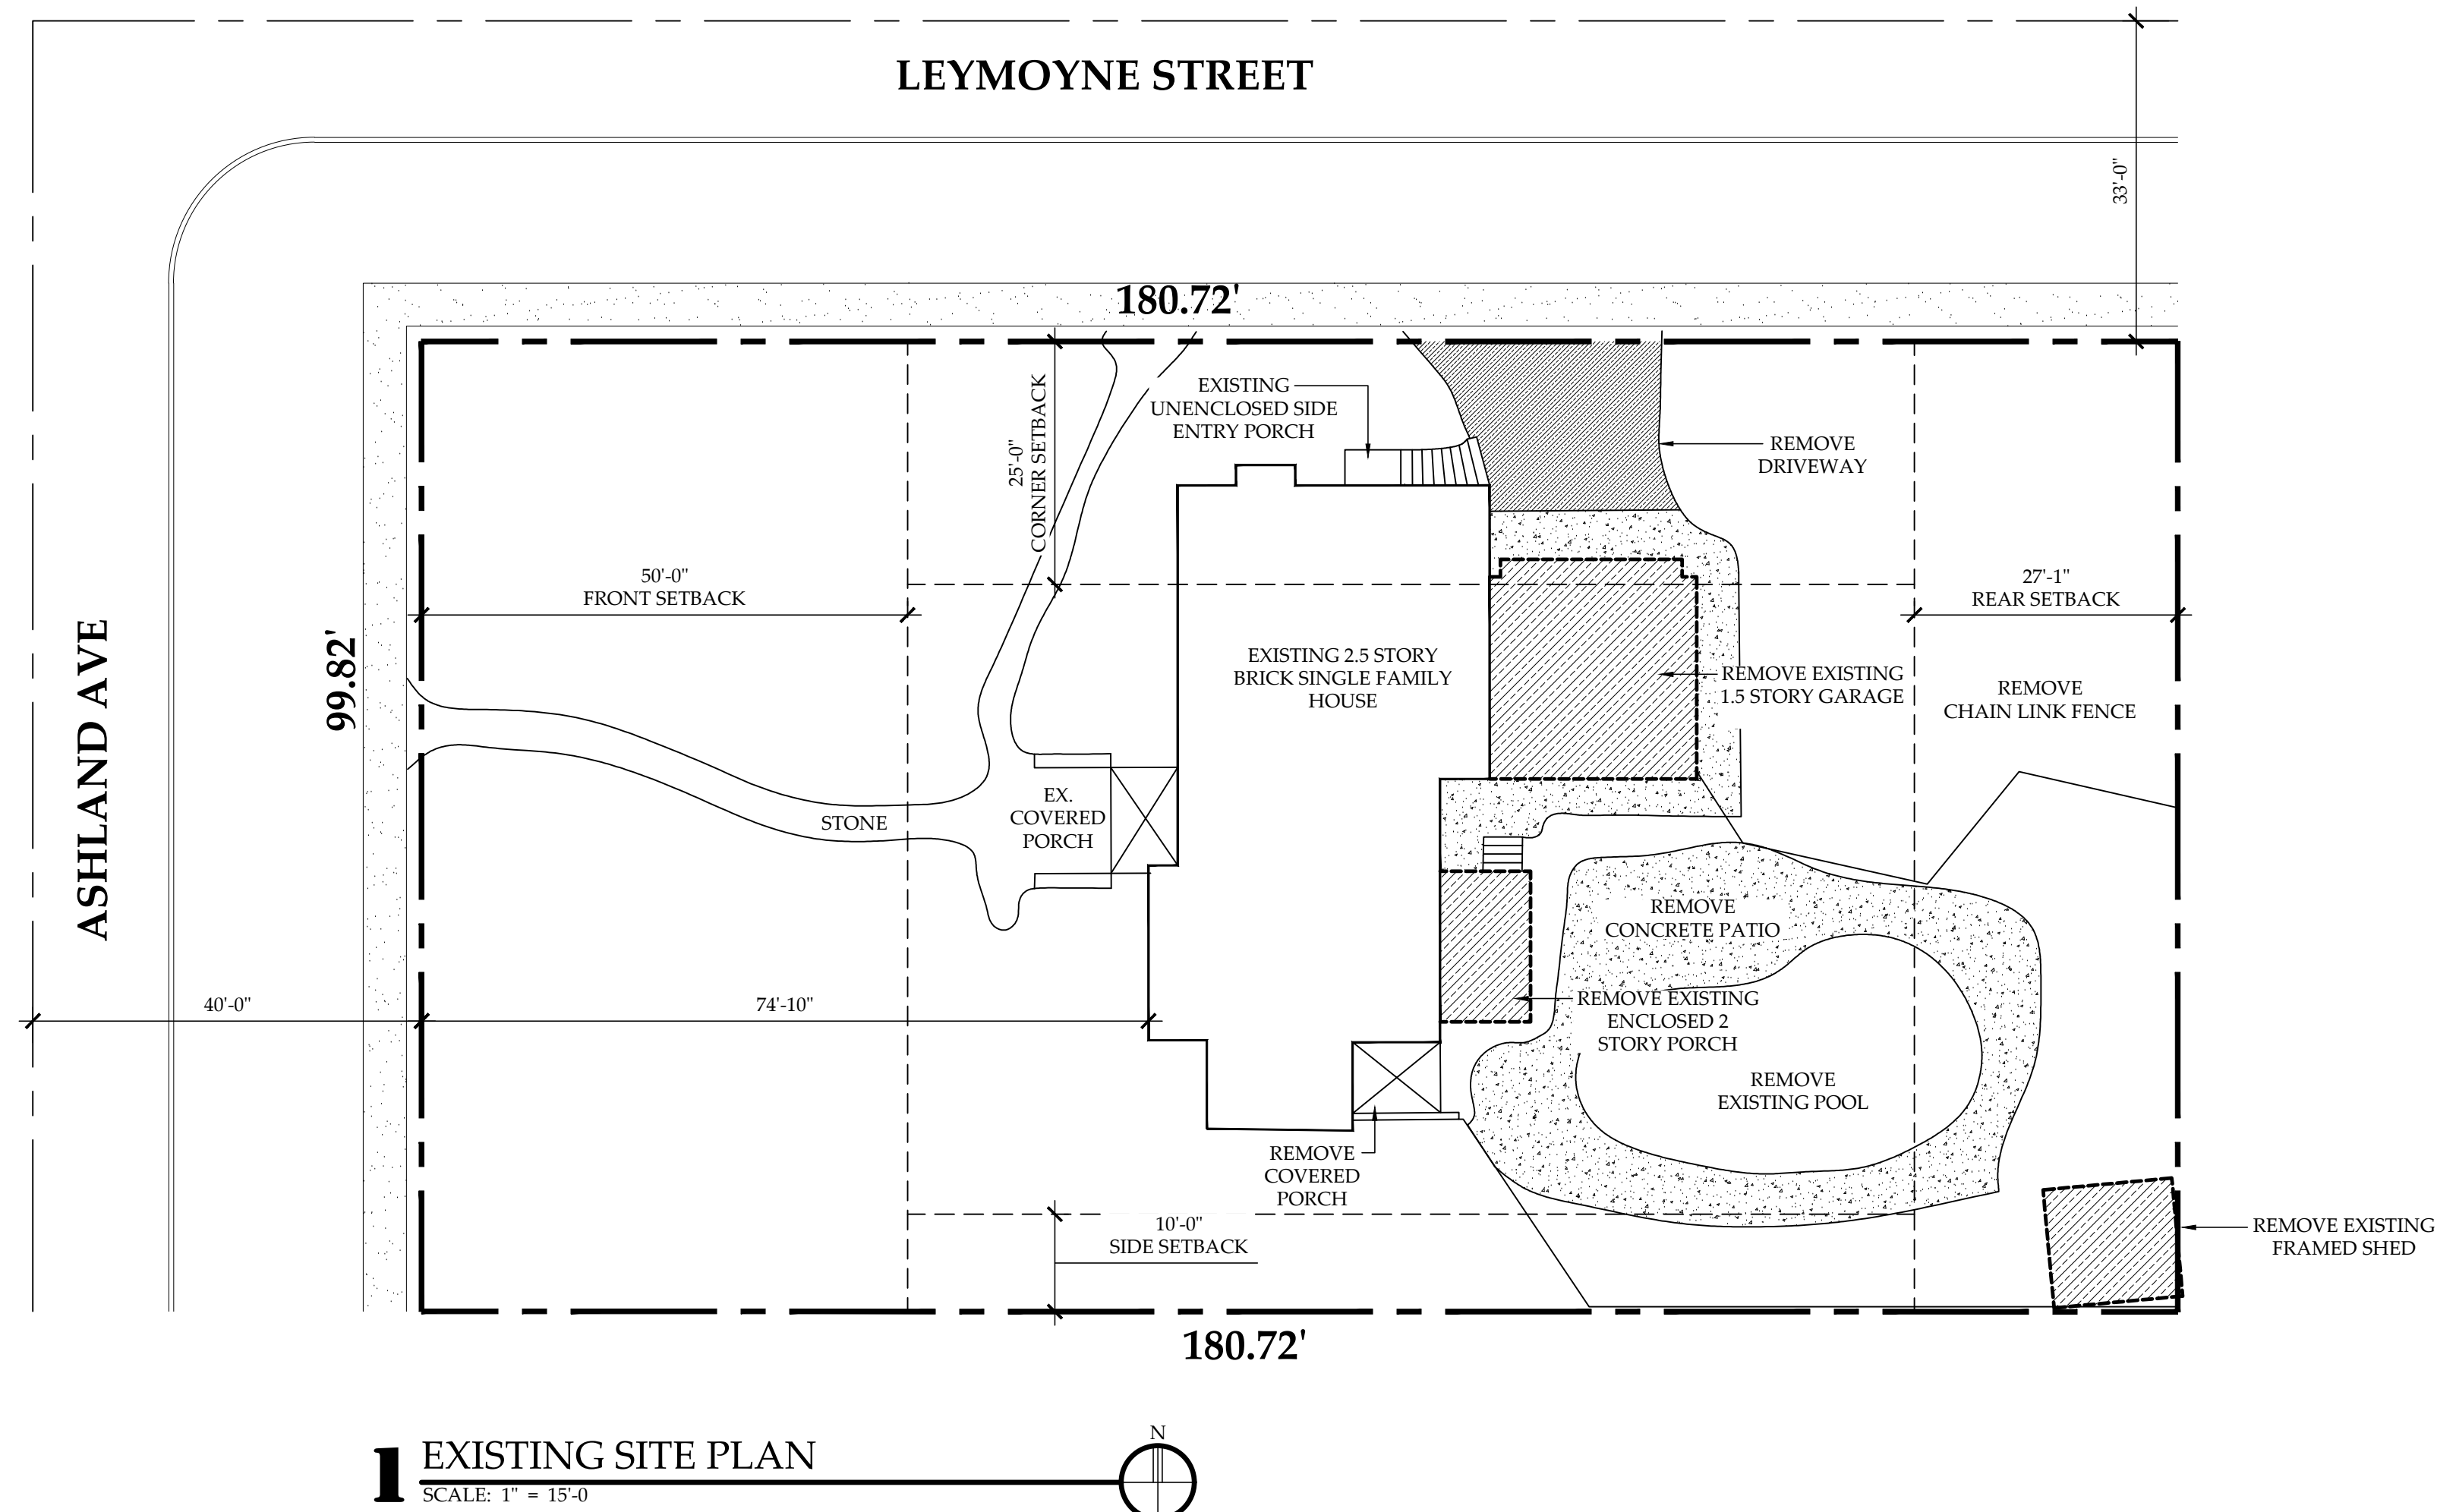 LEYMOYNE STREET
33'-0"
180.72'
EXISTING
UNENCLOSED SIDE
ENTRY PORCH
25'-0"
CORNER SETBACK
REMOVE
DRIVEWAY
50'-0"
FRONT SETBACK
27'-1"
REAR SETBACK
ASHLAND AVE
99.82'
EXISTING 2.5 STORY
BRICK SINGLE FAMILY
HOUSE
REMOVE EXISTING
1.5 STORY GARAGE
REMOVE
CHAIN LINK FENCE
STONE
EX.
COVERED
PORCH
REMOVE
CONCRETE PATIO
40'-0"
74'-10"
REMOVE EXISTING
ENCLOSED 2
STORY PORCH
REMOVE
EXISTING POOL
REMOVE
COVERED
PORCH
10'-0"
SIDE SETBACK
REMOVE EXISTING
FRAMED SHED
180.72'
1
EXISTING SITE PLAN
SCALE: 1" = 15'-0
N